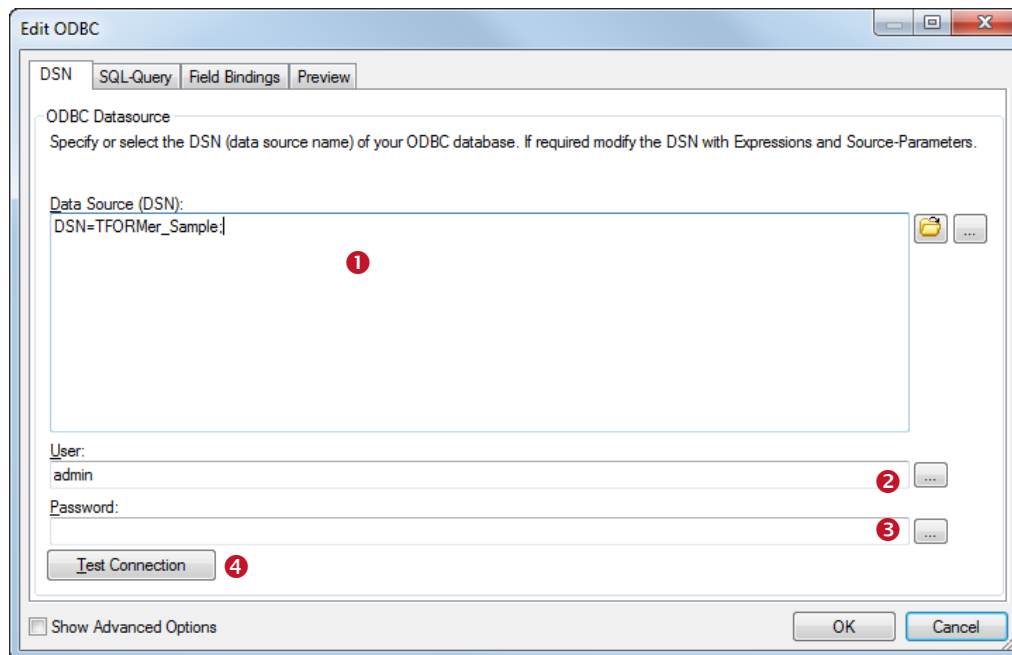 Edit ODBC
DSN SQL-Query Field Bindings Preview
ODBC Datasource
Specify or select the DSN (data source name) of your ODBC database. If required modify the DSN with Expressions and Source-Parameters.
Data Source (DSN):
DSN=TFORMer_Sample;
...
1
User:
admin
2
...
Password:
3
...
Test Connection
4
Show Advanced Options
OK
Cancel